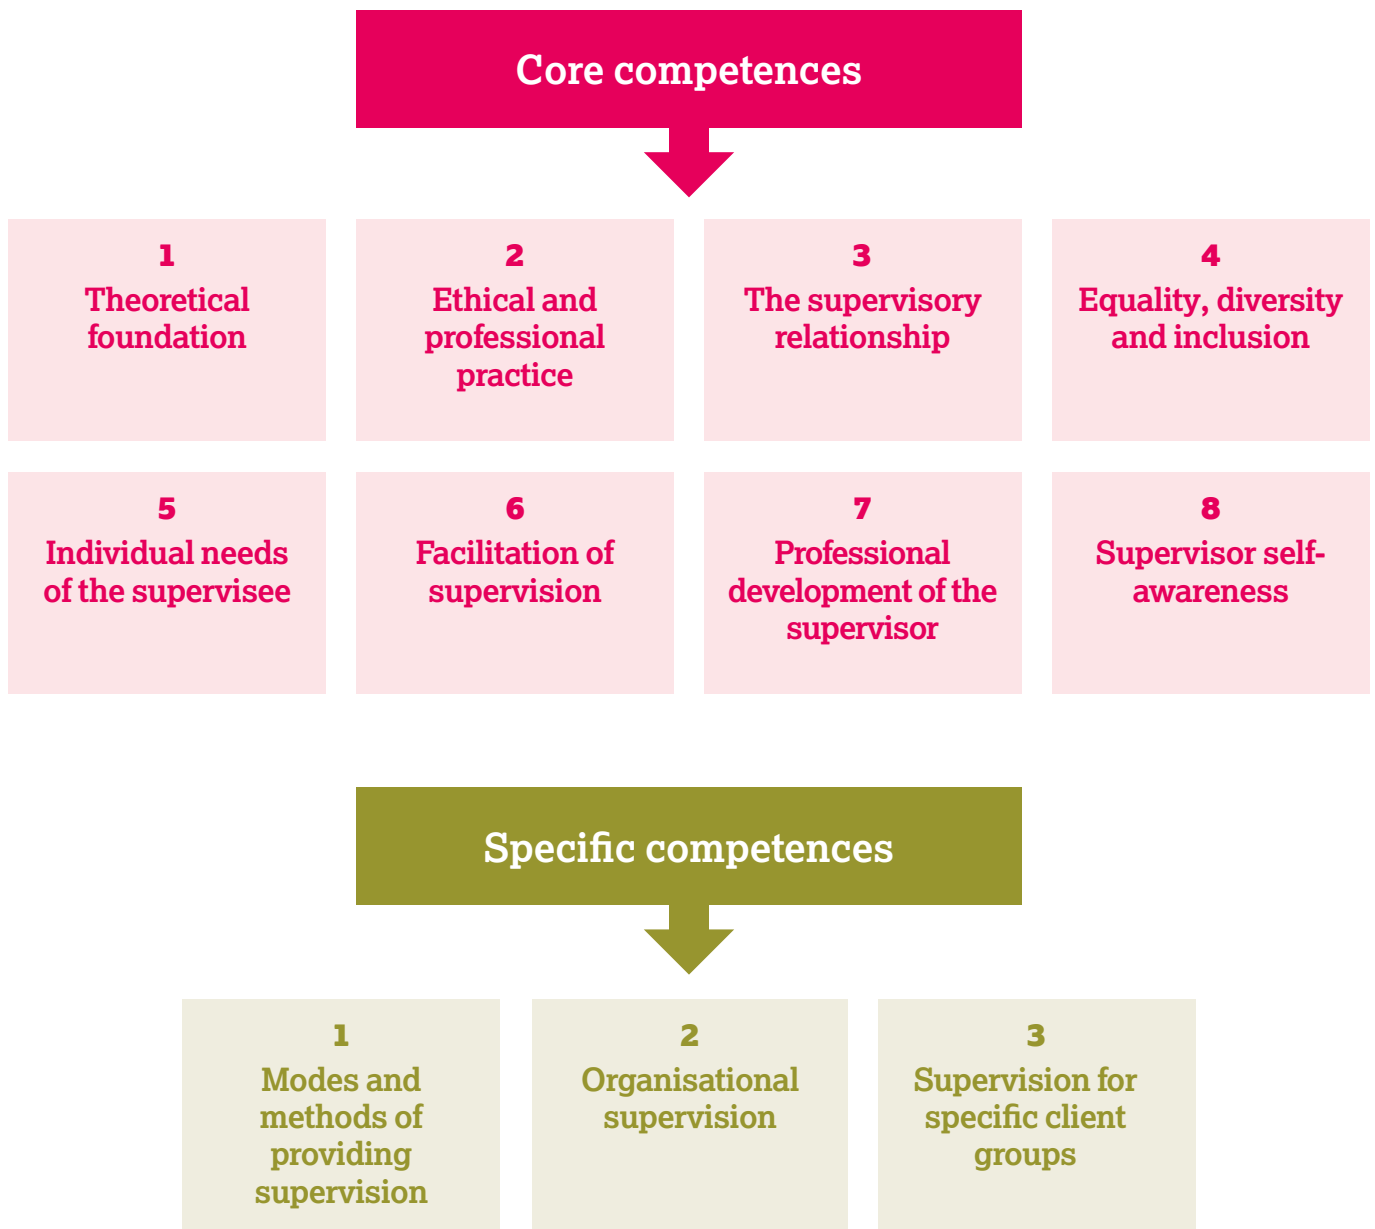 Core competences
1
Theoretical
foundation
2
Ethical and
professional
practice
3
The supervisory
relationship
4
Equality, diversity
and inclusion
5
Individual needs
of the supervisee
6
Facilitation of
supervision
7
Professional
development of the
supervisor
8
Supervisor self-
awareness
Specific competences
1
Modes and
methods of
providing
supervision
2
Organisational
supervision
3
Supervision for
specific client
groups